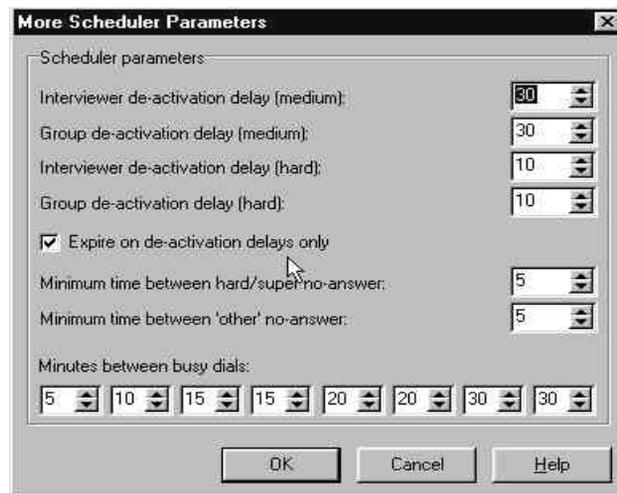 More Scheduler Parameters
Scheduler parameters
Interviewer de-activation delay (medium): 30
Group de-activation delay (medium): 30
Interviewer de-activation delay (hard): 10
Group de-activation delay (hard): 10
Expire on de-activation delays only
Minimum time between hard/super no-answer: 5
Minimum time between 'other' no-answer: 5
Minutes between busy dials:
5 10 15 15 20 20 30 30
OK Cancel Help